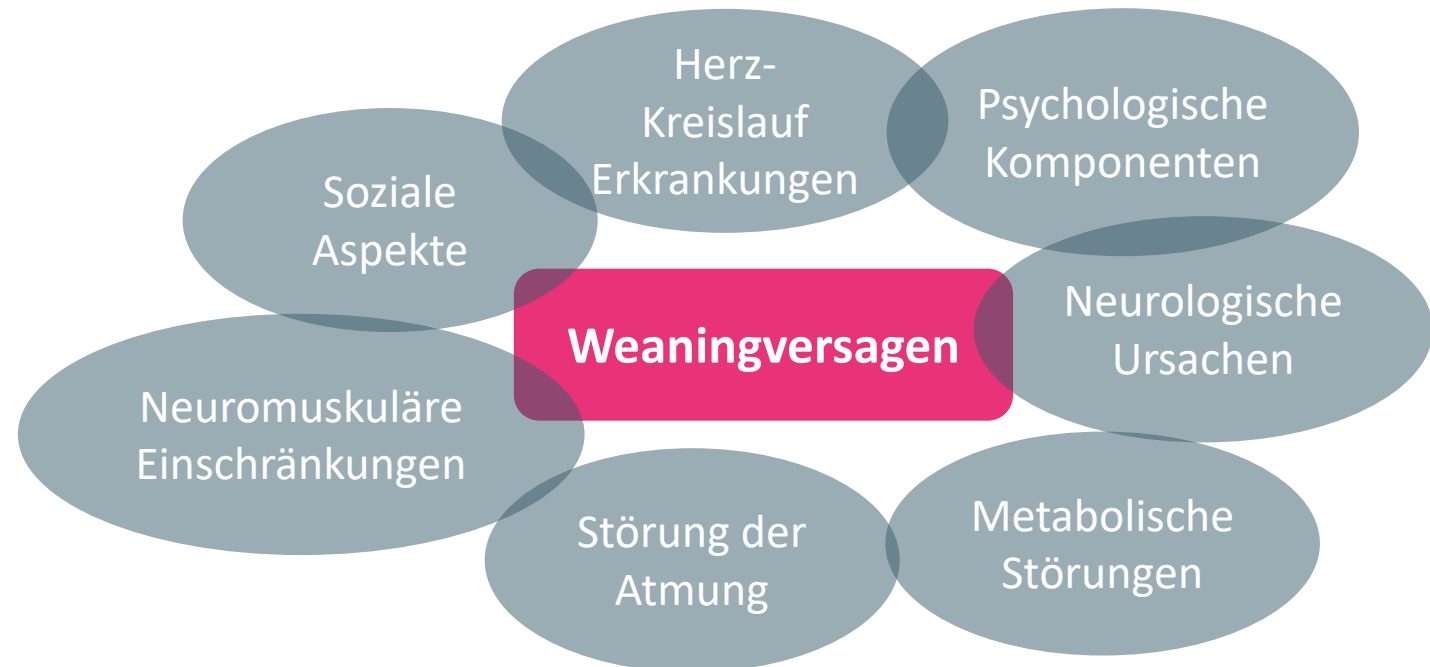 Herz-
Kreislauf
Erkrankungen
Psychologische
Komponenten
Soziale
Aspekte
Neurologische
Ursachen
Weaningversagen
Neuromuskuläre
Einschränkungen
Metabolische
Störungen
Störung der
Atmung